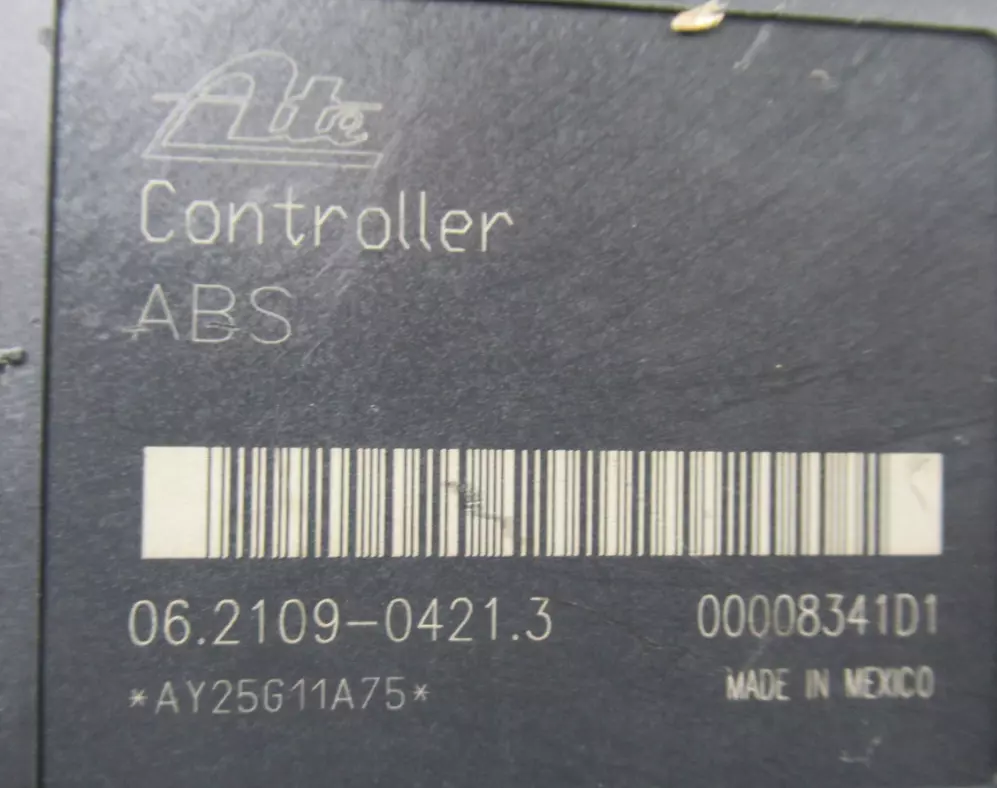 Ate
Controller
ABS
06.2109-0421.3 00008341D1
*AY25G11A75* MADE IN MEXICO